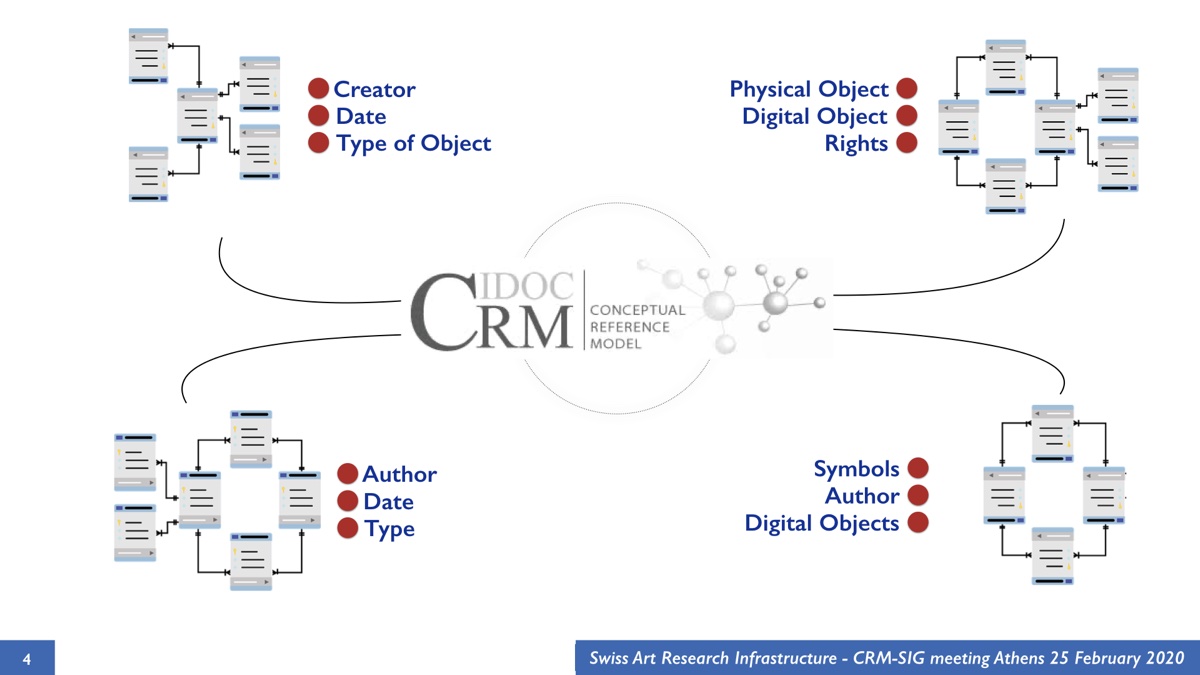 Creator
Date
Type of Object
Physical Object
Digital Object
Rights
CIDOC
CRM
CONCEPTUAL
REFERENCE
MODEL
Author
Date
Type
Symbols
Author
Digital Objects
4
Swiss Art Research Infrastructure - CRM-SIG meeting Athens 25 February 2020